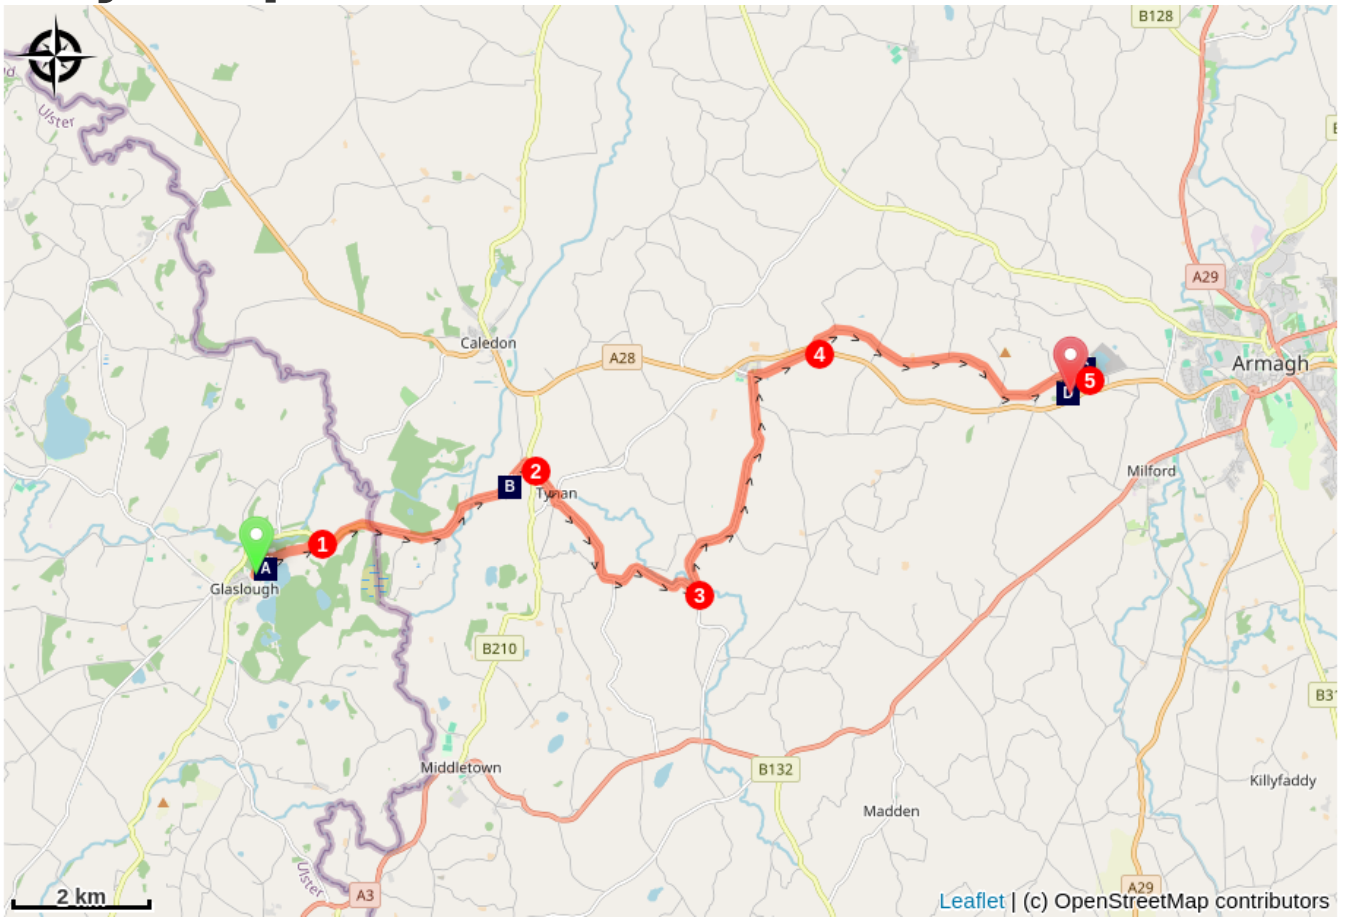 B128
Ulster
A29
Caledon
A28
Armagh
4
5
D
Milford
2
B
Tynan
1
A
Glaslough
3
B210
B31
Middletown
B132
Killyfaddy
Madden
Ulster
A3
A29
2 km
Leaflet | (c) OpenStreetMap contributors